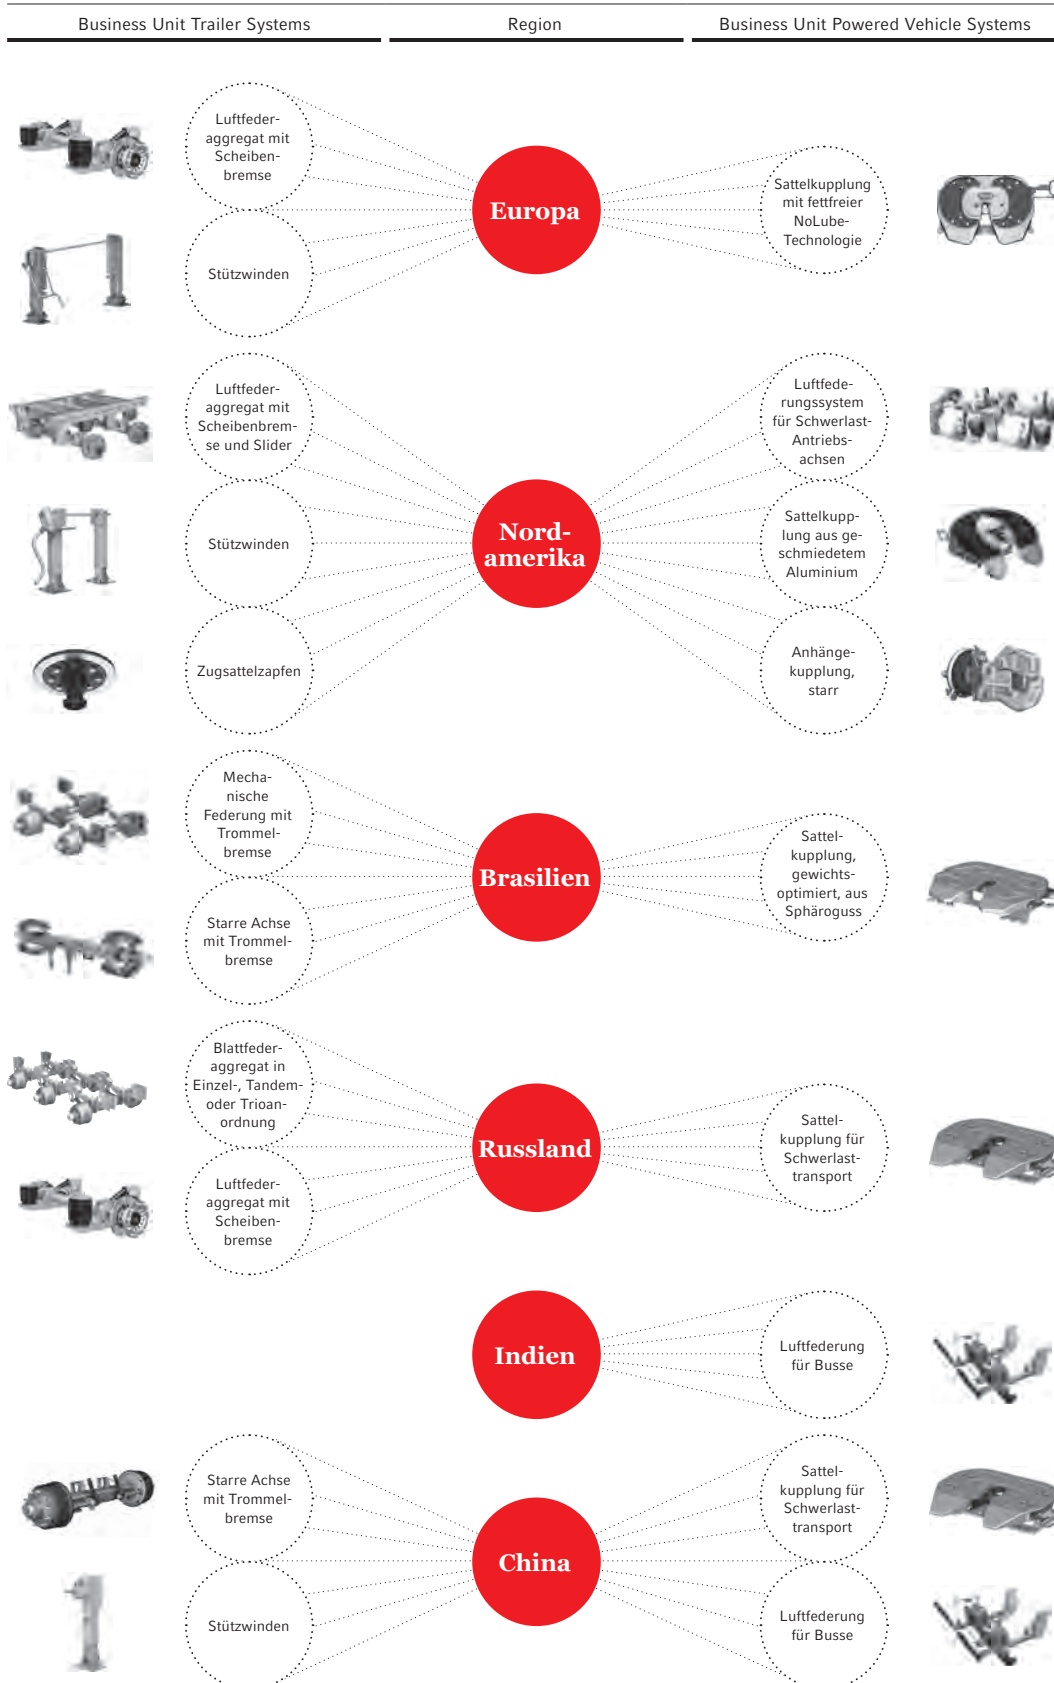 Business Unit Trailer Systems
Region
Business Unit Powered Vehicle Systems
Luftfeder-
aggregat mit
Scheiben-
bremse
Stützwinden
Europa
Sattelkupplung
mit fettfreier
NoLube-
Technologie
Luftfeder-
aggregat mit
Scheibenbrem-
se und Slider
Stützwinden
Zugsattelzapfen
Nord-
amerika
Luftfede-
rungssystem
für Schwerlast-
Antriebs-
achsen
Sattelkupp-
lung aus ge-
schmiedetem
Aluminium
Anhänge-
kupplung,
starr
Mecha-
nische
Federung mit
Trommel-
bremse
Starre Achse
mit Trommel-
bremse
Brasilien
Sattel-
kupplung,
gewichts-
optimiert, aus
Sphäroguss
Blattfeder-
aggregat in
Einzel-, Tandem-
oder Trioan-
ordnung
Luftfeder-
aggregat mit
Scheiben-
bremse
Russland
Sattel-
kupplung für
Schwerlast-
transport
Indien
Luftfederung
für Busse
Starre Achse
mit Trommel-
bremse
Stützwinden
China
Sattel-
kupplung für
Schwerlast-
transport
Luftfederung
für Busse